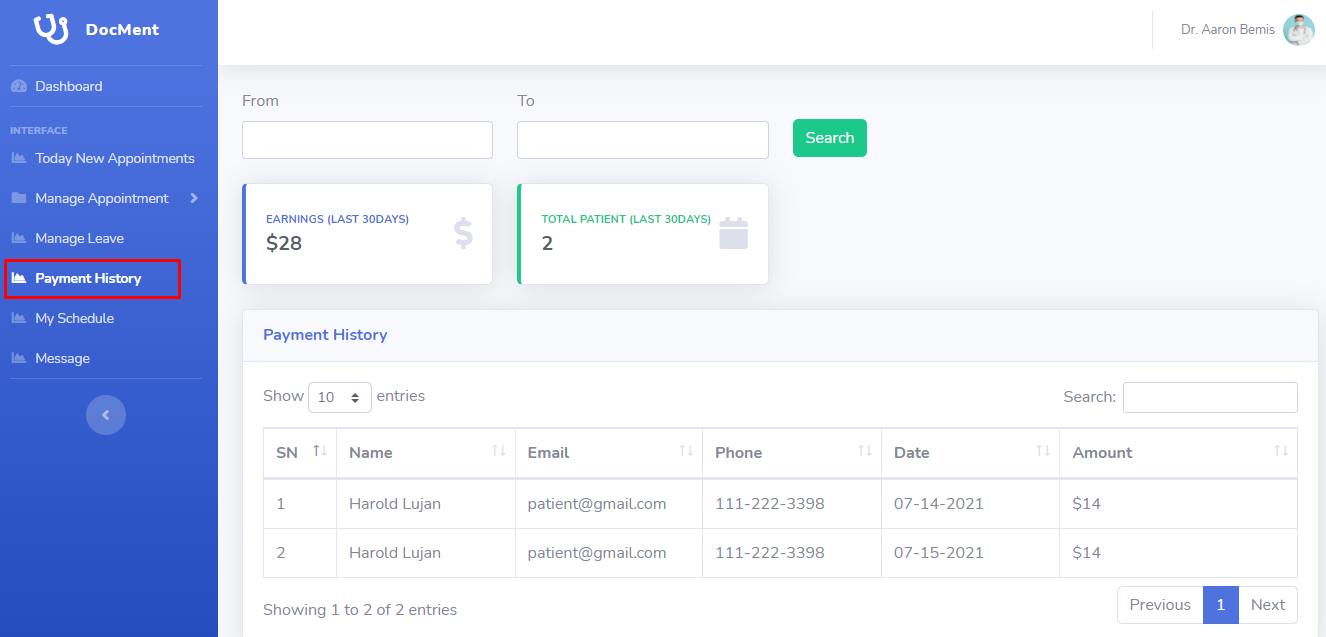 DocMent
Dr. Aaron Bemis
Dashboard
INTERFACE
Today New Appointments
Manage Appointment
Manage Leave
Payment History
My Schedule
Message
From To
Search
EARNINGS (LAST 30DAYS)
$28
TOTAL PATIENT (LAST 30DAYS)
2
Payment History
Show 10 entries Search:
SN Name Email Phone Date Amount
1 Harold Lujan patient@gmail.com 111-222-3398 07-14-2021 $14
2 Harold Lujan patient@gmail.com 111-222-3398 07-15-2021 $14
Showing 1 to 2 of 2 entries Previous 1 Next